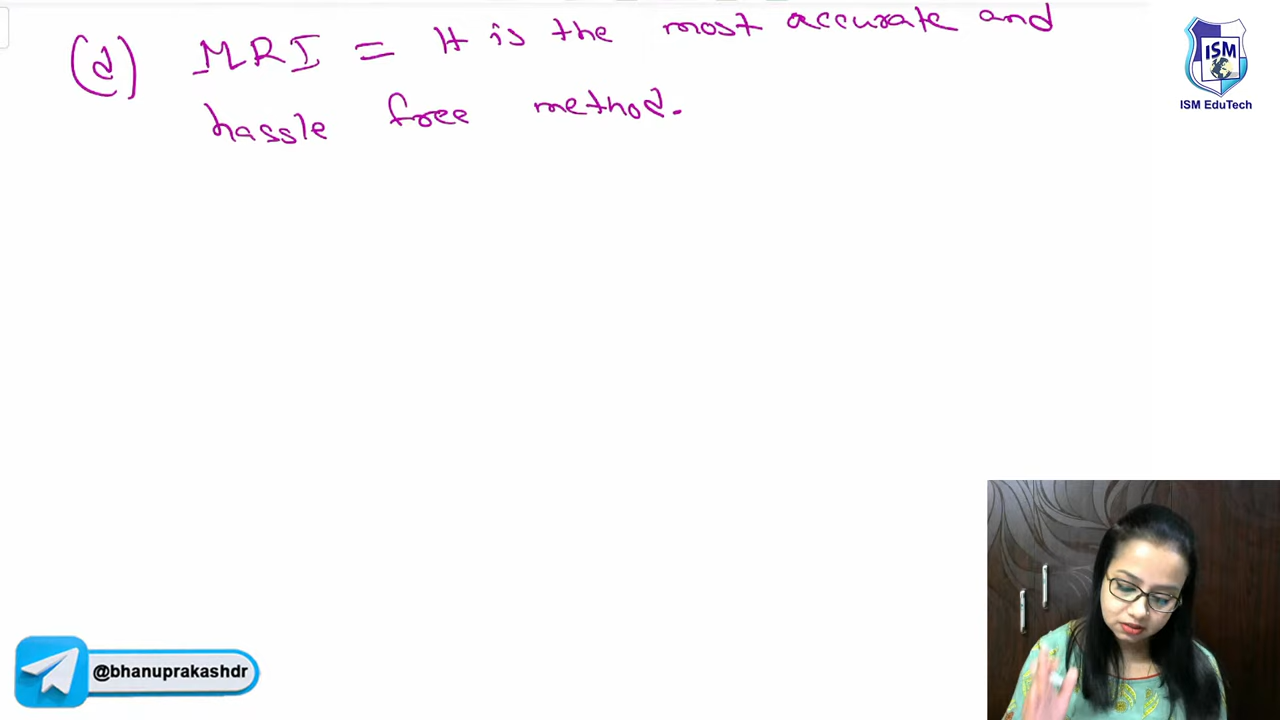 (d) MRI = It is the most accurate and
hassle free method.
ISM
ISM EduTech
@bhanuprakashdr